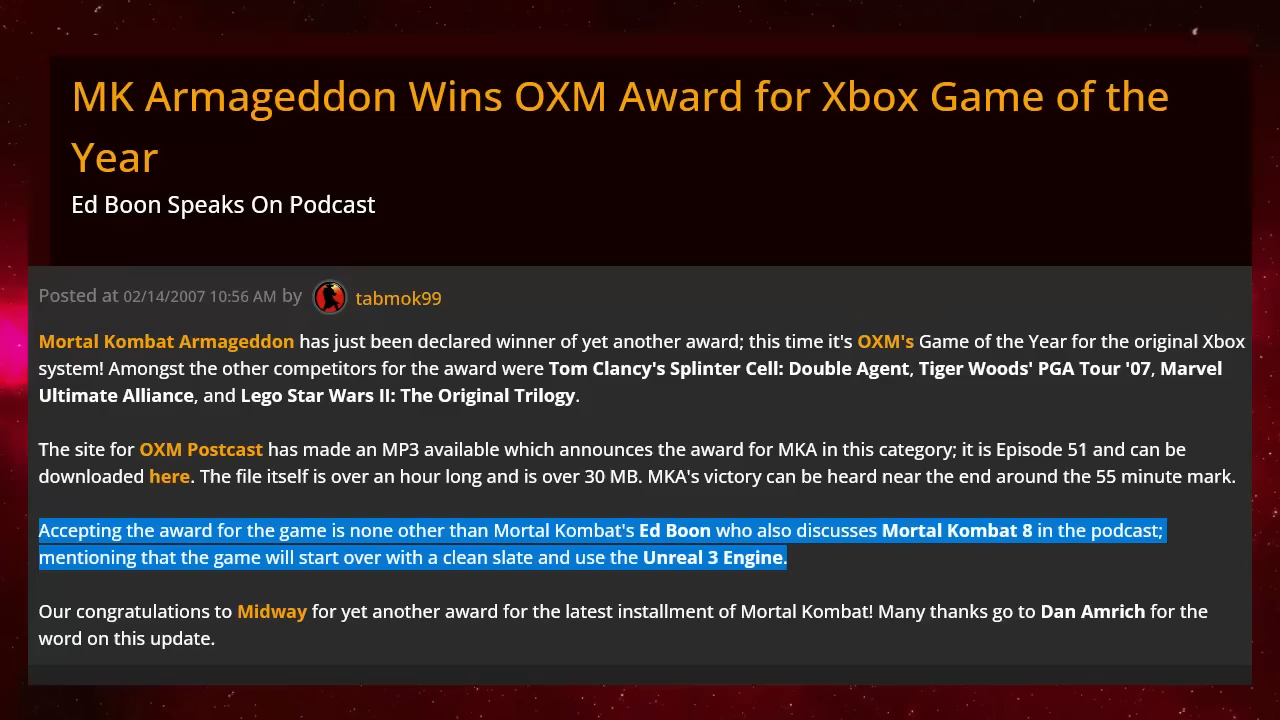 MK Armageddon Wins OXM Award for Xbox Game of the
Year
Ed Boon Speaks On Podcast
Posted at 02/14/2007 10:56 AM by tabmok99
Mortal Kombat Armageddon has just been declared winner of yet another award; this time it's OXM's Game of the Year for the original Xbox
system! Amongst the other competitors for the award were Tom Clancy's Splinter Cell: Double Agent, Tiger Woods' PGA Tour '07, Marvel
Ultimate Alliance, and Lego Star Wars II: The Original Trilogy.
The site for OXM Postcast has made an MP3 available which announces the award for MKA in this category; it is Episode 51 and can be
downloaded here. The file itself is over an hour long and is over 30 MB. MKA's victory can be heard near the end around the 55 minute mark.
Accepting the award for the game is none other than Mortal Kombat's Ed Boon who also discusses Mortal Kombat 8 in the podcast;
mentioning that the game will start over with a clean slate and use the Unreal 3 Engine.
Our congratulations to Midway for yet another award for the latest installment of Mortal Kombat! Many thanks go to Dan Amrich for the
word on this update.